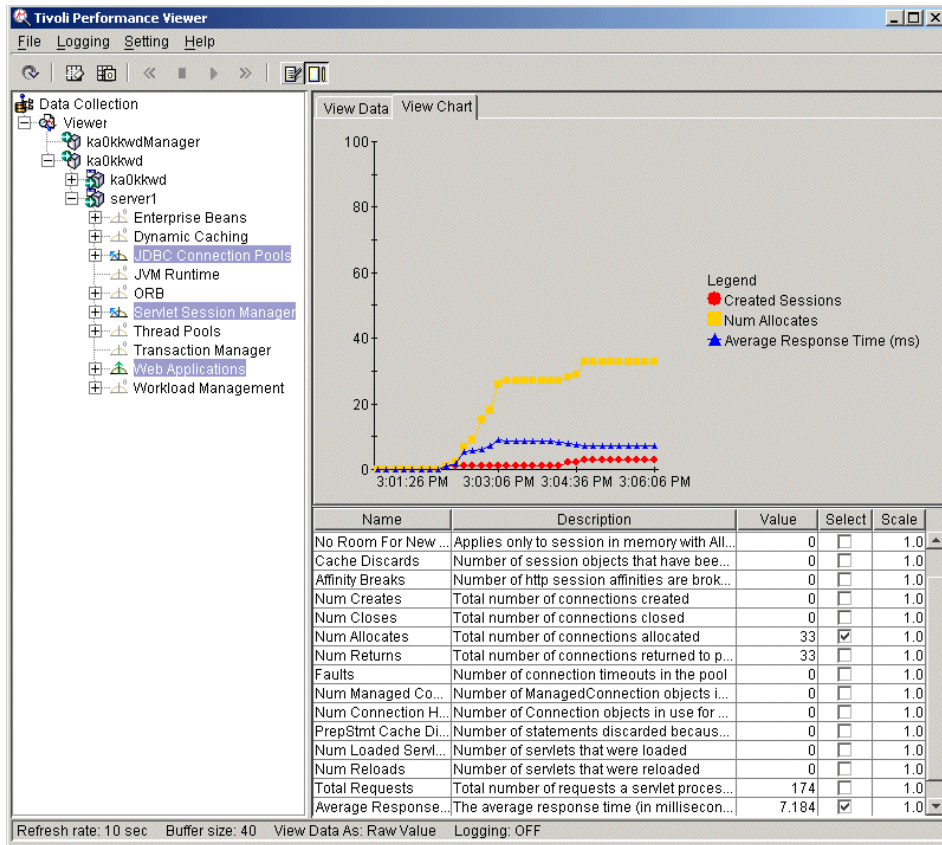 Tivoli Performance Viewer
File Logging Setting Help
Data Collection
Viewer
ka0kkwdManager
ka0kkwd
ka0kkwd
server1
Enterprise Beans
Dynamic Caching
JDBC Connection Pools
JVM Runtime
ORB
Servlet Session Manager
Thread Pools
Transaction Manager
Web Applications
Workload Management
View Data View Chart
100
80
60
40
20
0
3:01:26 PM 3:03:06 PM 3:04:36 PM 3:06:06 PM
Legend
Created Sessions
Num Allocates
Average Response Time (ms)
Name Description Value Select Scale
No Room For New ... Applies only to session in memory with All... 0 1.0
Cache Discards Number of session objects that have bee... 0 1.0
Affinity Breaks Number of http session affinities are brok... 0 1.0
Num Creates Total number of connections created 0 1.0
Num Closes Total number of connections closed 0 1.0
Num Allocates Total number of connections allocated 33 1.0
Num Returns Total number of connections returned to p... 33 1.0
Faults Number of connection timeouts in the pool 0 1.0
Num Managed Co... Number of ManagedConnection objects i... 0 1.0
Num Connection H... Number of Connection objects in use for ... 0 1.0
PrepStmt Cache Di... Number of statements discarded becaus... 0 1.0
Num Loaded Servl... Number of servlets that were loaded 0 1.0
Num Reloads Number of servlets that were reloaded 0 1.0
Total Requests Total number of requests a servlet proces... 174 1.0
Average Response... The average response time (in millisecon... 7.184 1.0
Refresh rate: 10 sec Buffer size: 40 View Data As: Raw Value Logging: OFF